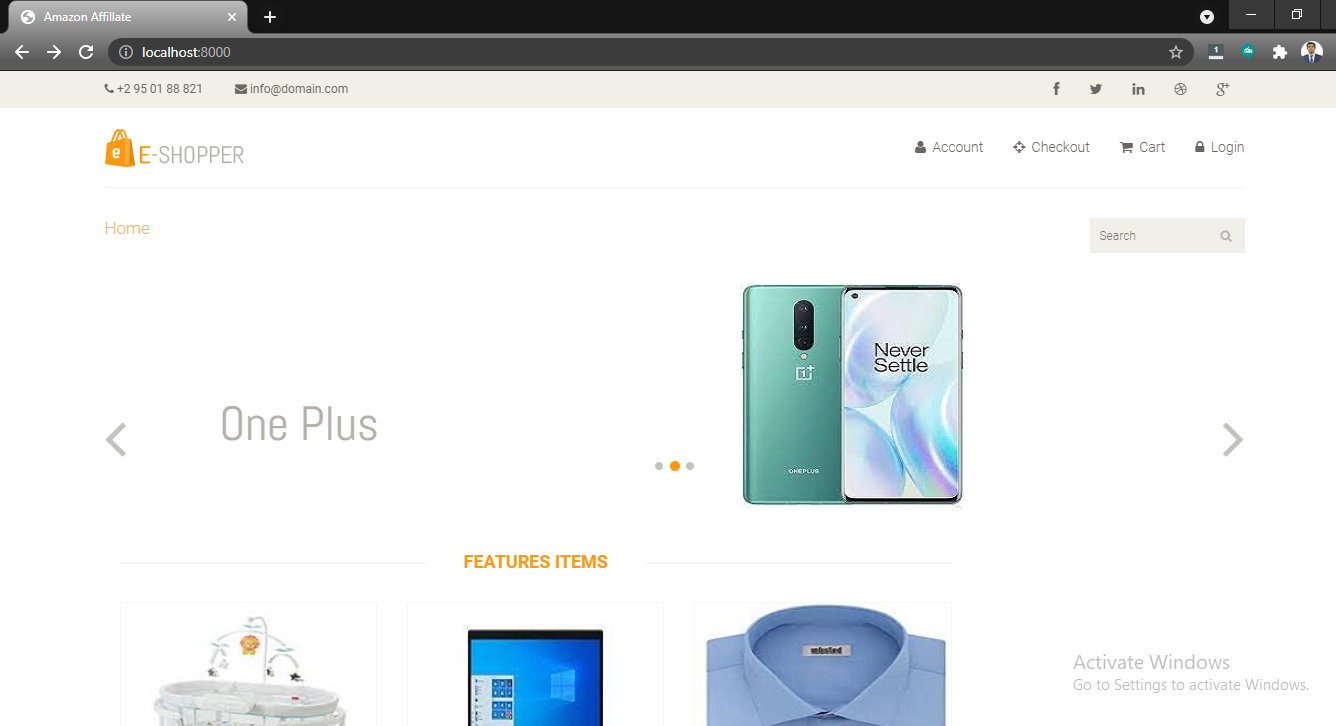 Amazon Affillate
localhost:8000
1
+2 95 01 88 821
info@domain.com
e
E-SHOPPER
Account
Checkout
Cart
Login
Home
Search
One Plus
Never
Settle
ONEPLUS
FEATURES ITEMS
Activate Windows
Go to Settings to activate Windows.